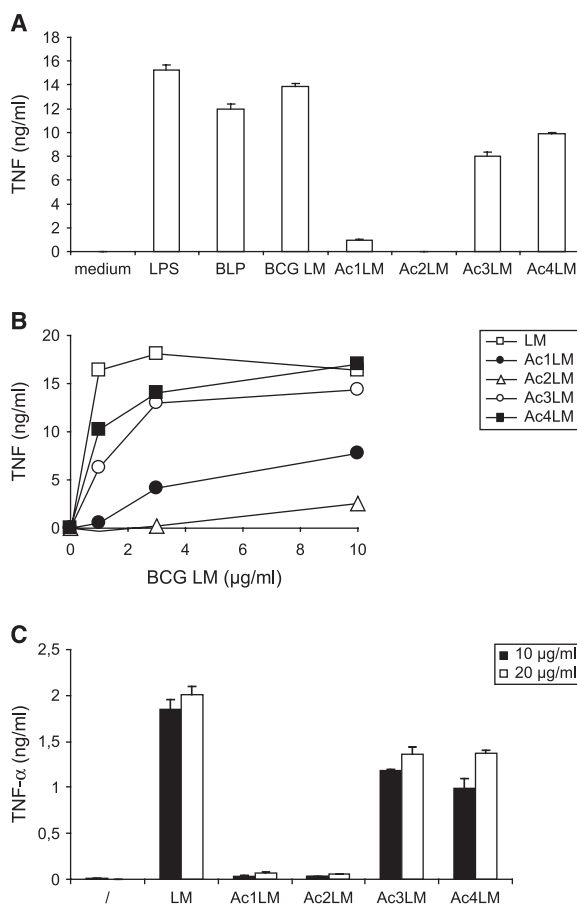 A
TNF (ng/ml)
18
16
14
12
10
8
6
4
2
0
medium LPS BLP BCG LM Ac1LM Ac2LM Ac3LM Ac4LM
B
TNF (ng/ml)
20
15
10
5
0
0 2 4 6 8 10
BCG LM (µg/ml)
LM
Ac1LM
Ac2LM
Ac3LM
Ac4LM
C
TNF-α (ng/ml)
2,5
2
1,5
1
0,5
0
/ LM Ac1LM Ac2LM Ac3LM Ac4LM
10 µg/ml
20 µg/ml